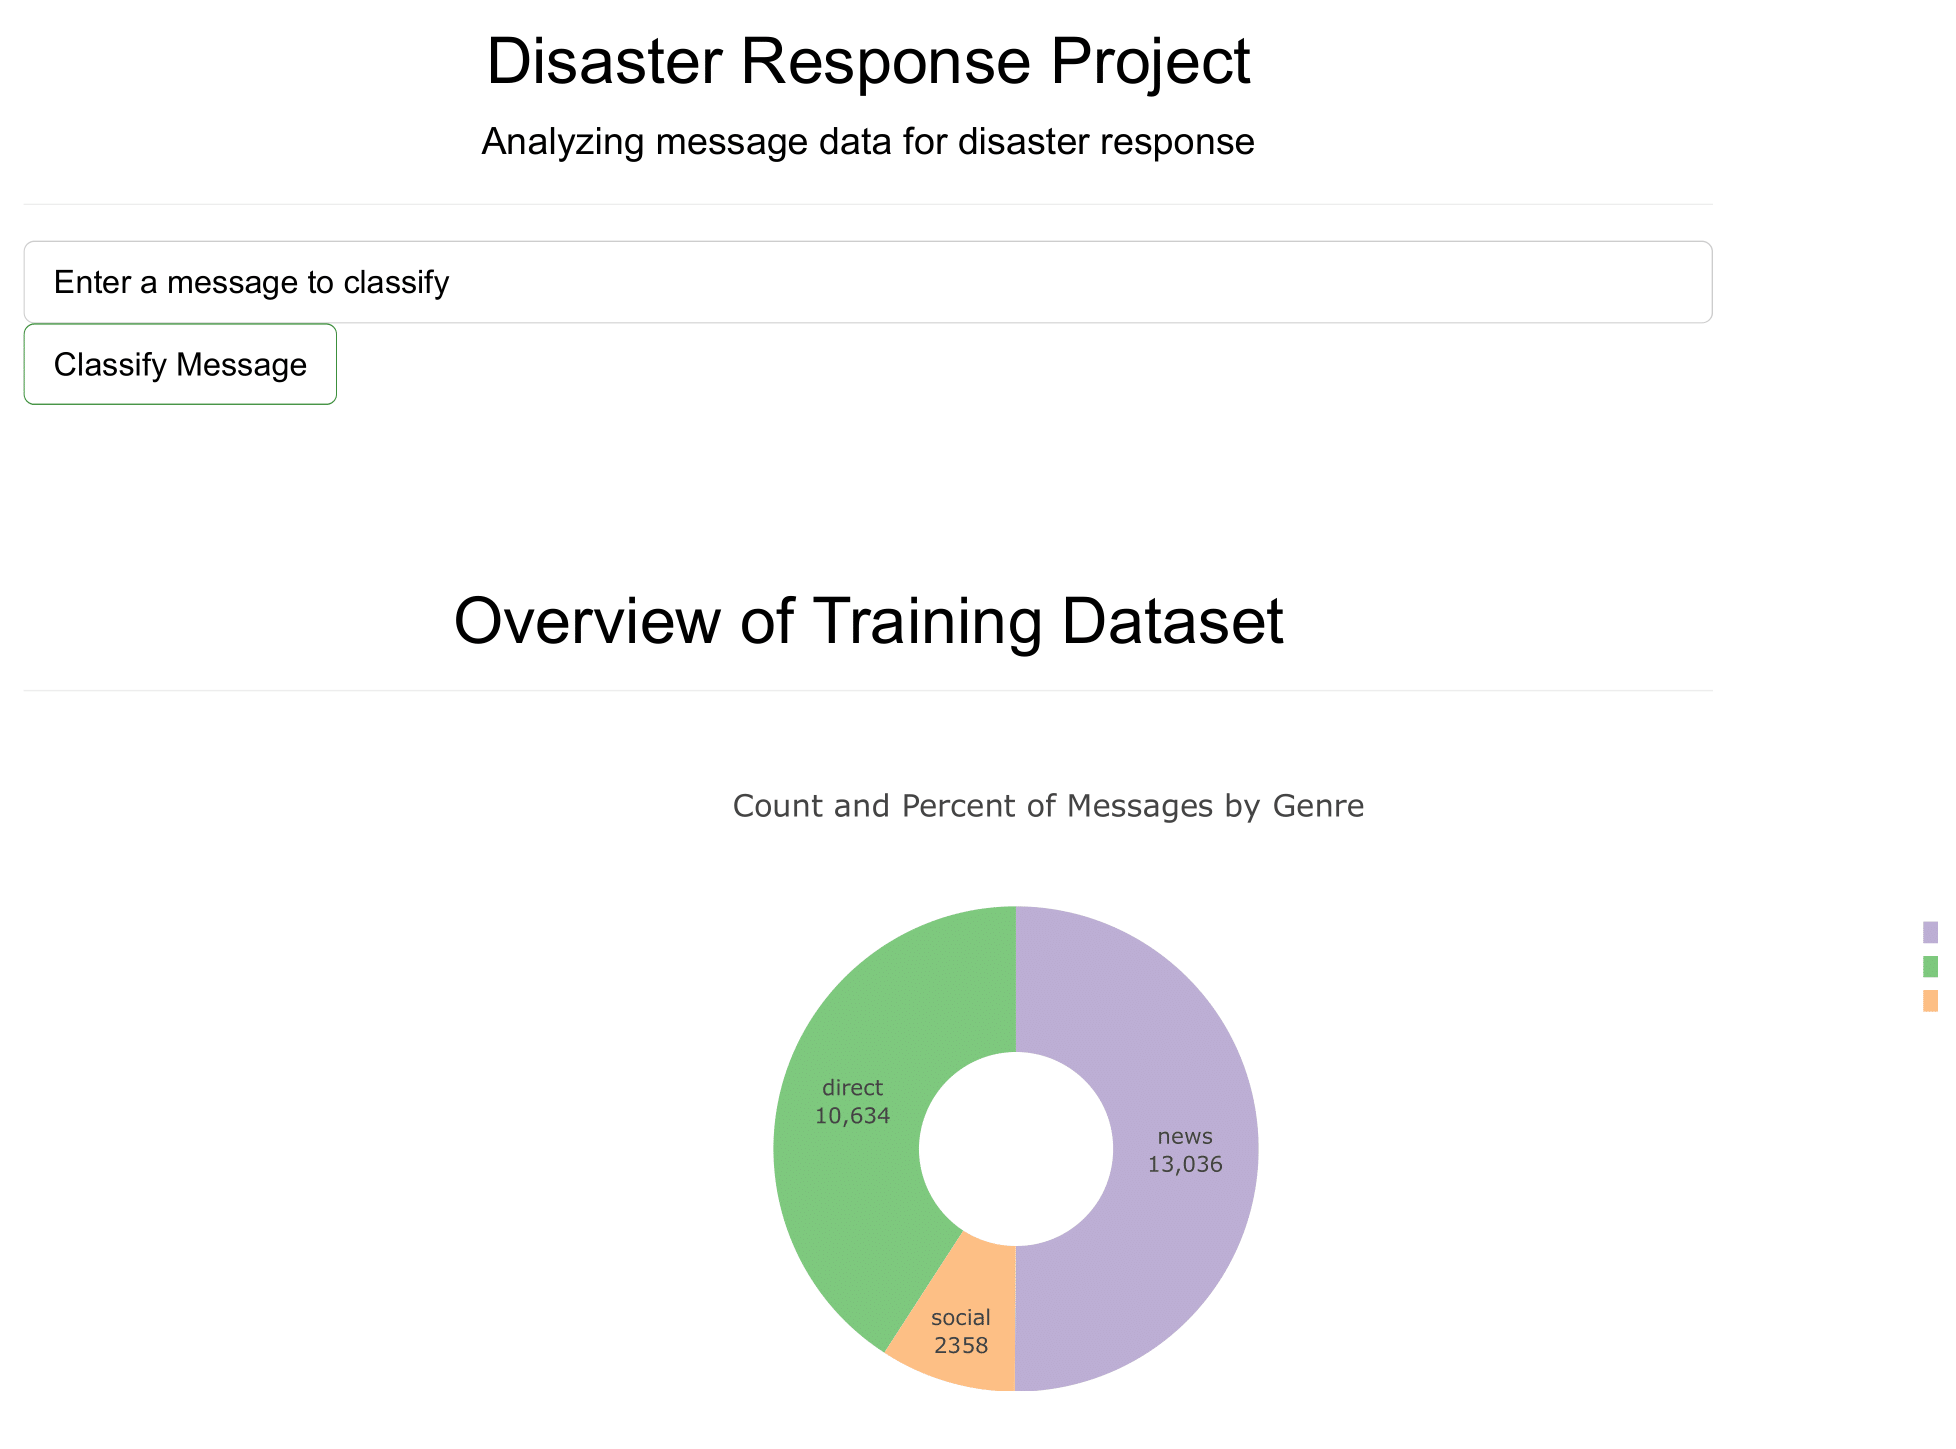 Disaster Response Project
Analyzing message data for disaster response
Enter a message to classify
Classify Message
Overview of Training Dataset
Count and Percent of Messages by Genre
direct
10,634
news
13,036
social
2358